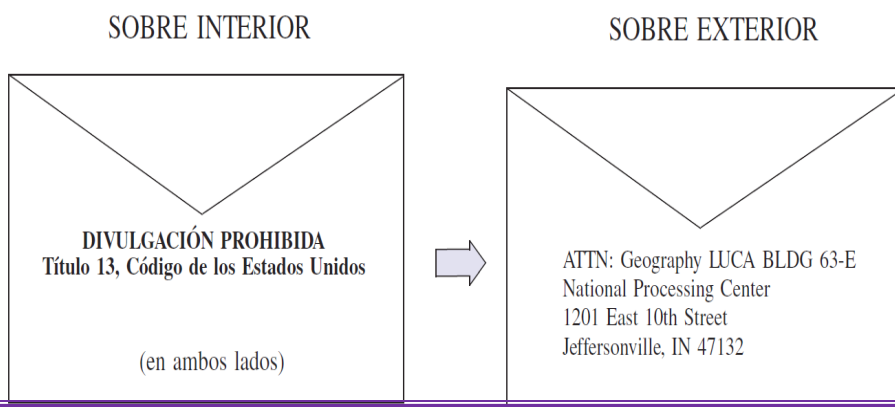 SOBRE INTERIOR
DIVULGACIÓN PROHIBIDA
Título 13, Código de los Estados Unidos
(en ambos lados)
SOBRE EXTERIOR
ATTN: Geography LUCA BLDG 63-E
National Processing Center
1201 East 10th Street
Jeffersonville, IN 47132